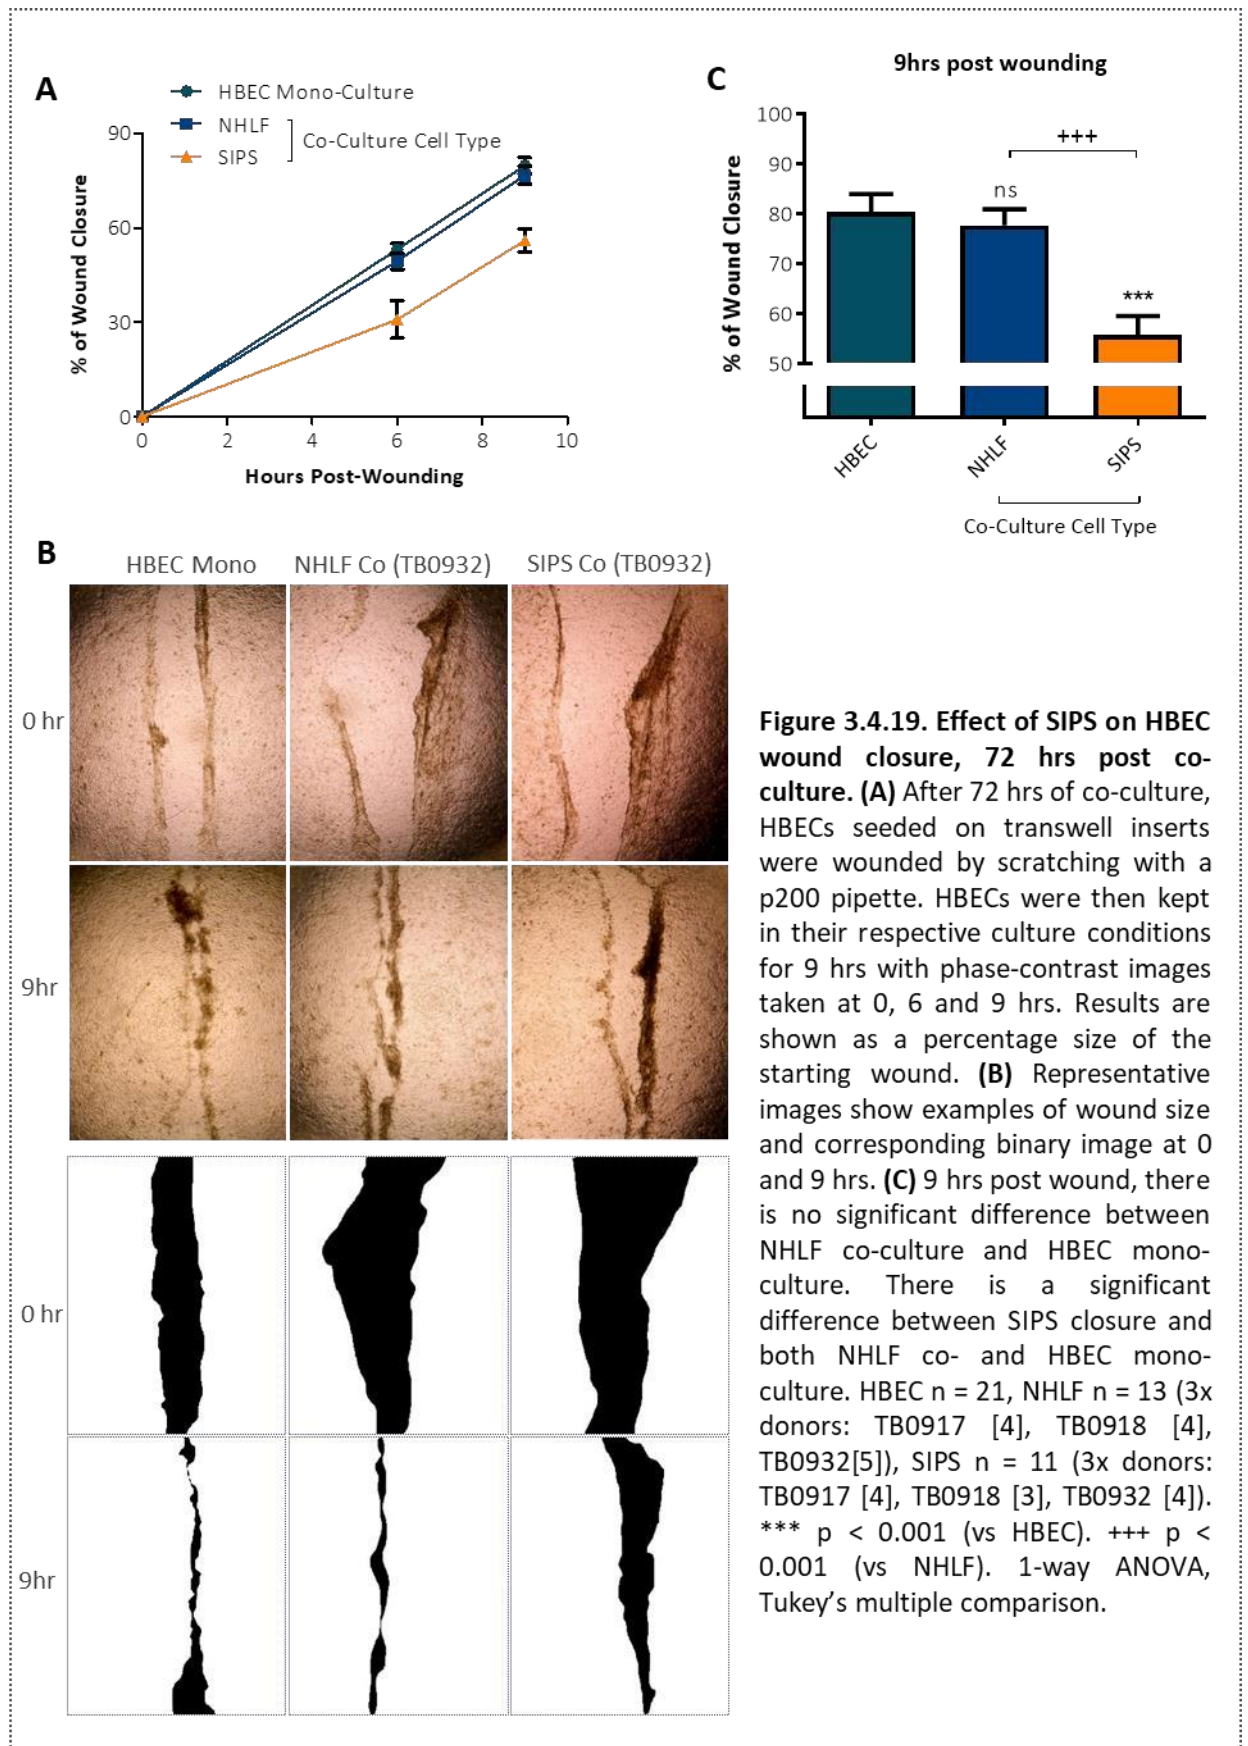 A
HBEC Mono-Culture
NHLF
SIPS
Co-Culture Cell Type
% of Wound Closure
90
60
30
0
0 2 4 6 8 10
Hours Post-Wounding
C
9hrs post wounding
% of Wound Closure
100
90
80
70
60
50
+++
ns
***
HBEC NHLF SIPS
Co-Culture Cell Type
B
HBEC Mono NHLF Co (TB0932) SIPS Co (TB0932)
0 hr
9hr
0 hr
9hr
Figure 3.4.19. Effect of SIPS on HBEC
wound closure, 72 hrs post co-
culture. (A) After 72 hrs of co-culture,
HBECs seeded on transwell inserts
were wounded by scratching with a
p200 pipette. HBECs were then kept
in their respective culture conditions
for 9 hrs with phase-contrast images
taken at 0, 6 and 9 hrs. Results are
shown as a percentage size of the
starting wound. (B) Representative
images show examples of wound size
and corresponding binary image at 0
and 9 hrs. (C) 9 hrs post wound, there
is no significant difference between
NHLF co-culture and HBEC mono-
culture. There is a significant
difference between SIPS closure and
both NHLF co- and HBEC mono-
culture. HBEC n = 21, NHLF n = 13 (3x
donors: TB0917 [4], TB0918 [4],
TB0932[5]), SIPS n = 11 (3x donors:
TB0917 [4], TB0918 [3], TB0932 [4]).
*** p < 0.001 (vs HBEC). +++ p <
0.001 (vs NHLF). 1-way ANOVA,
Tukey's multiple comparison.